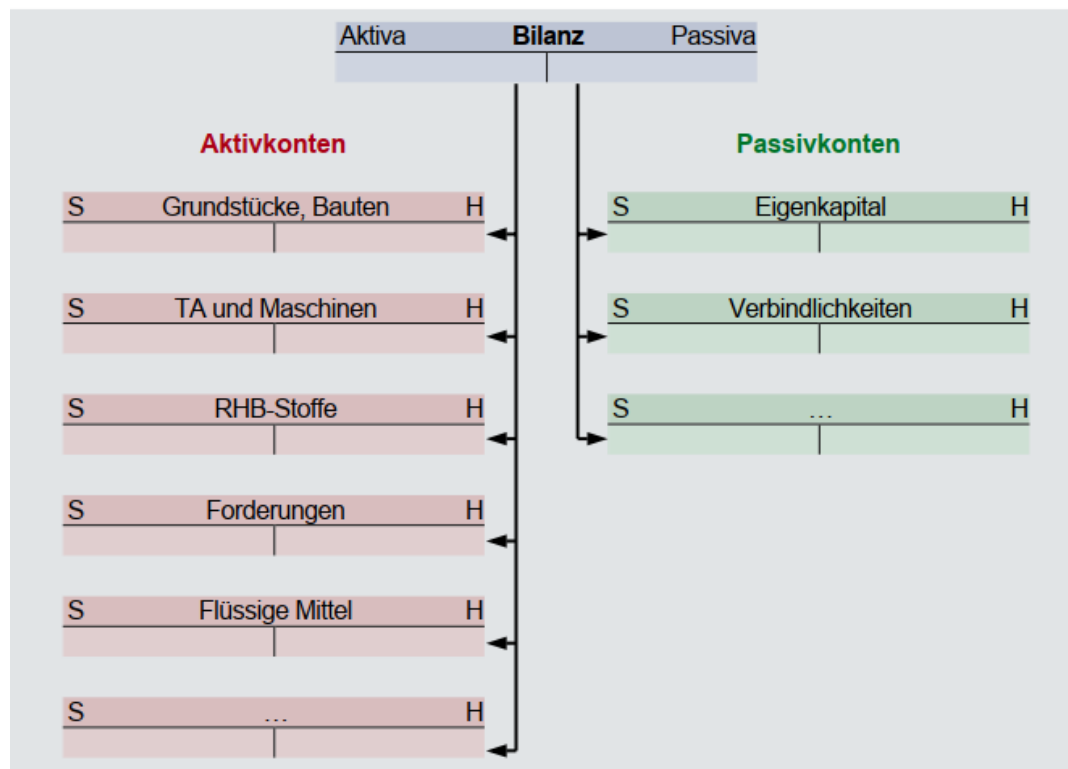 Aktiva Bilanz Passiva
Aktivkonten
Passivkonten
S Grundstücke, Bauten H
S Eigenkapital H
S TA und Maschinen H
S Verbindlichkeiten H
S RHB-Stoffe H
S … H
S Forderungen H
S Flüssige Mittel H
S … H